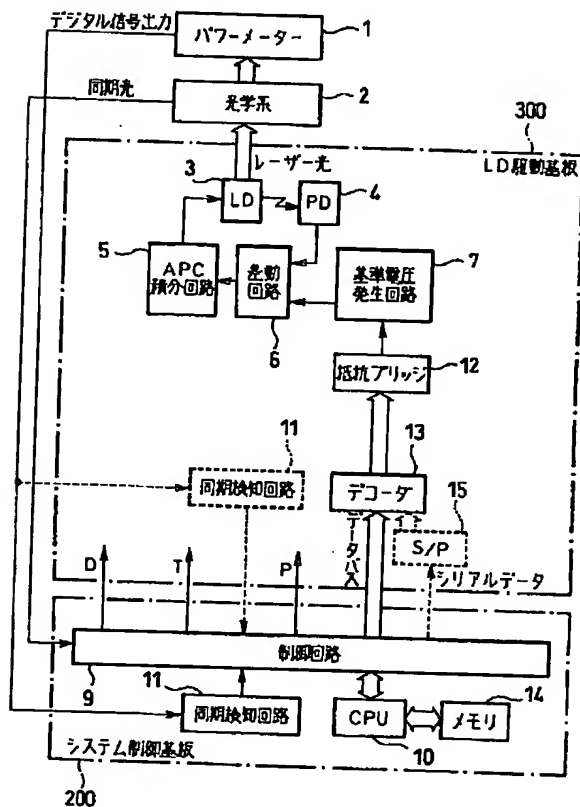 デジタル信号出力
パワーメーター
1
同期光
光学系
2
300
LD駆動基板
レーザー光
3
LD
PD
4
5
APC
積分回路
差動
回路
6
基準電圧
発生回路
7
抵抗ブリッジ
12
11
同期検知回路
13
デコーダ
データバス
15
S/P
シリアルデータ
D
T
P
制御回路
9
11
同期検知回路
CPU
10
14
メモリ
システム制御基板
200